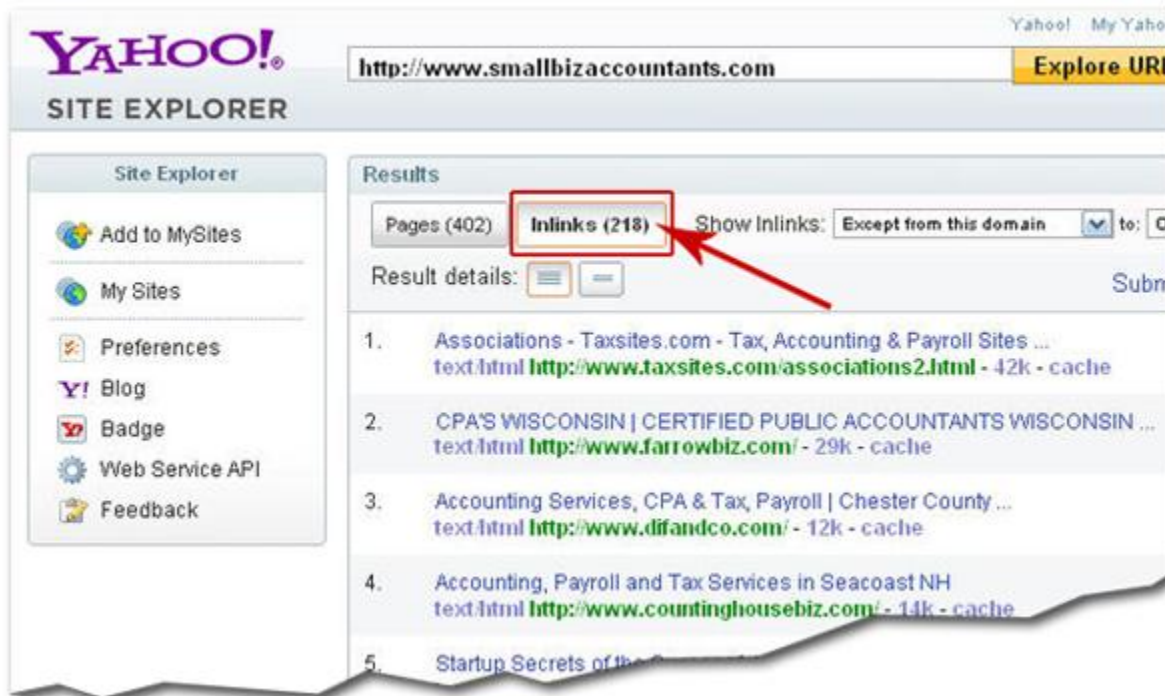 Yahoo! My Yaho
YAHOO!®
http://www.smallbizaccountants.com
Explore URL
SITE EXPLORER
Site Explorer
Add to MySites
My Sites
Preferences
Y! Blog
Badge
Web Service API
Feedback
Results
Pages (402)
Inlinks (218)
Show Inlinks: Except from this domain to:
Result details:
1. Associations - Taxsites.com - Tax, Accounting & Payroll Sites ...
text/html http://www.taxsites.com/associations2.html - 42k - cache
2. CPA'S WISCONSIN | CERTIFIED PUBLIC ACCOUNTANTS WISCONSIN ...
text/html http://www.farrowbiz.com/ - 29k - cache
3. Accounting Services, CPA & Tax, Payroll | Chester County ...
text/html http://www.difandco.com/ - 12k - cache
4. Accounting, Payroll and Tax Services in Seacoast NH
text/html http://www.countinghousebiz.com/ - 14k - cache
5. Startup Secrets of the